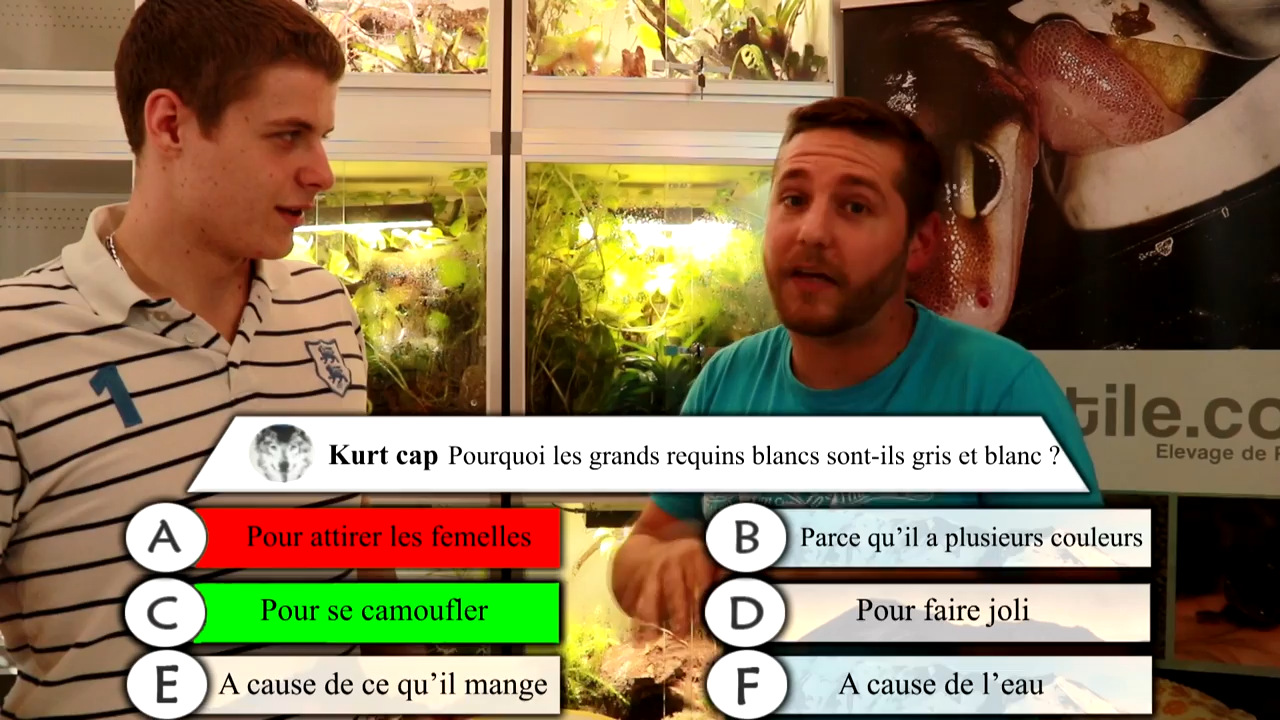 1
tile.co
Elevage de
Kurt cap Pourquoi les grands requins blancs sont-ils gris et blanc ?
A Pour attirer les femelles
B Parce qu'il a plusieurs couleurs
C Pour se camoufler
D Pour faire joli
E A cause de ce qu'il mange
F A cause de l'eau